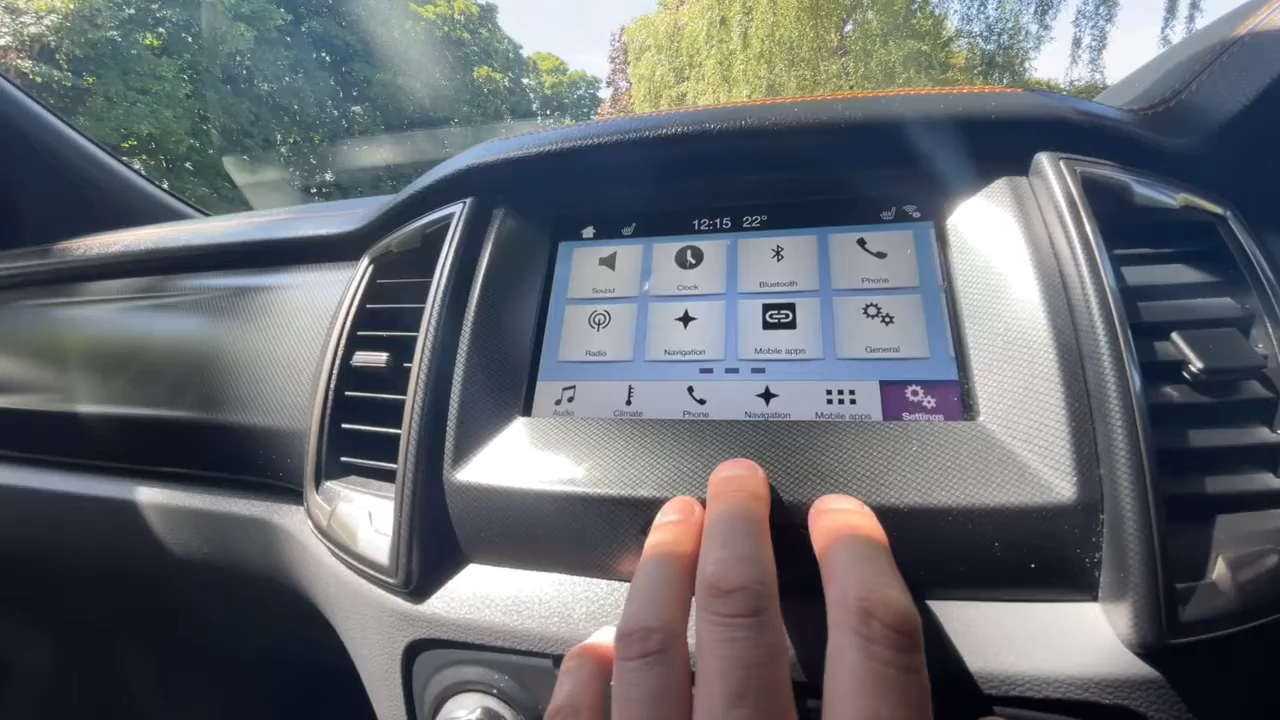 12:15 22°
Sound Clock Bluetooth Phone
Radio Navigation Mobile apps General
Audio Climate Phone Navigation Mobile apps Settings